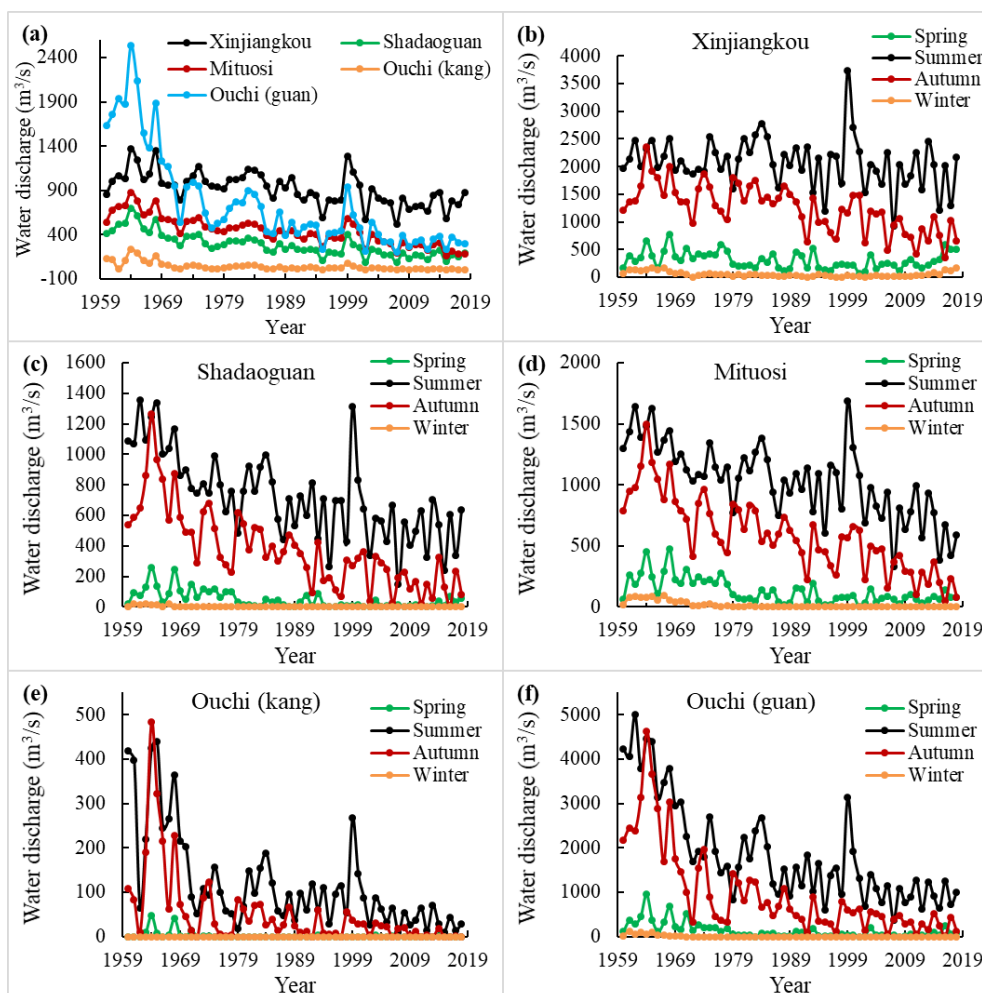 (a)
Xinjiangkou
Shadaoguan
Mituosi
Ouchi (kang)
Ouchi (guan)
Water discharge (m³/s)
2400
1900
1400
900
400
-100
1959 1969 1979 1989 1999 2009 2019
Year
(b)
Xinjiangkou
Spring
Summer
Autumn
Winter
Water discharge (m³/s)
4000
3500
3000
2500
2000
1500
1000
500
0
1959 1969 1979 1989 1999 2009 2019
Year
(c)
Shadaoguan
Spring
Summer
Autumn
Winter
Water discharge (m³/s)
1600
1400
1200
1000
800
600
400
200
0
1959 1969 1979 1989 1999 2009 2019
Year
(d)
Mituosi
Spring
Summer
Autumn
Winter
Water discharge (m³/s)
2000
1500
1000
500
0
1959 1969 1979 1989 1999 2009 2019
Year
(e)
Ouchi (kang)
Spring
Summer
Autumn
Winter
Water discharge (m³/s)
500
400
300
200
100
0
1959 1969 1979 1989 1999 2009 2019
Year
(f)
Ouchi (guan)
Spring
Summer
Autumn
Winter
Water discharge (m³/s)
5000
4000
3000
2000
1000
0
1959 1969 1979 1989 1999 2009 2019
Year